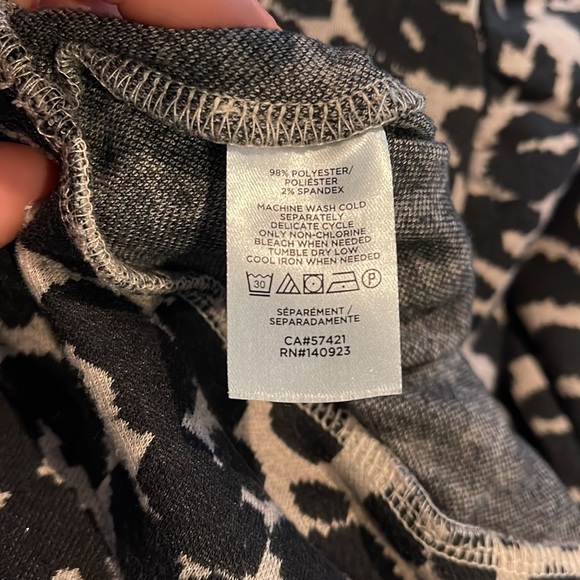 98% POLYESTER/
POLIÉSTER
2% SPANDEX
MACHINE WASH COLD
SEPARATELY
DELICATE CYCLE
ONLY NON-CHLORINE
BLEACH WHEN NEEDED
TUMBLE DRY LOW
COOL IRON WHEN NEEDED
30 P
SÉPARÉMENT /
SEPARADAMENTE
CA#57421
RN#140923